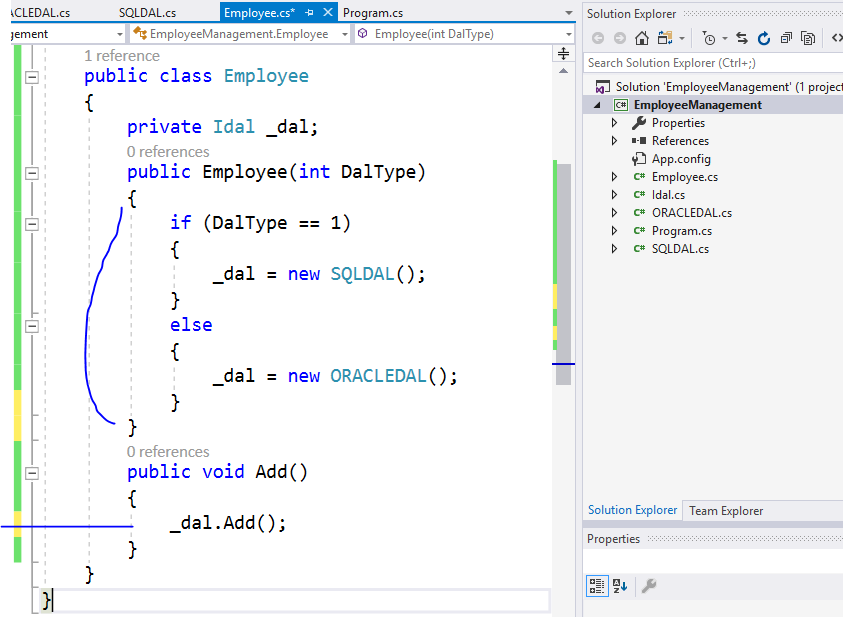 ACLEDAL.cs SQLDAL.cs Employee.cs* Program.cs
gement EmployeeManagement.Employee Employee(int DalType)
1 reference
public class Employee
{
private Idal _dal;
0 references
public Employee(int DalType)
{
if (DalType == 1)
{
_dal = new SQLDAL();
}
else
{
_dal = new ORACLEDAL();
}
}
0 references
public void Add()
{
_dal.Add();
}
}
}
Solution Explorer
Search Solution Explorer (Ctrl+;)
Solution 'EmployeeManagement' (1 project
C# EmployeeManagement
Properties
References
App.config
C# Employee.cs
C# Idal.cs
C# ORACLEDAL.cs
C# Program.cs
C# SQLDAL.cs
Solution Explorer Team Explorer
Properties